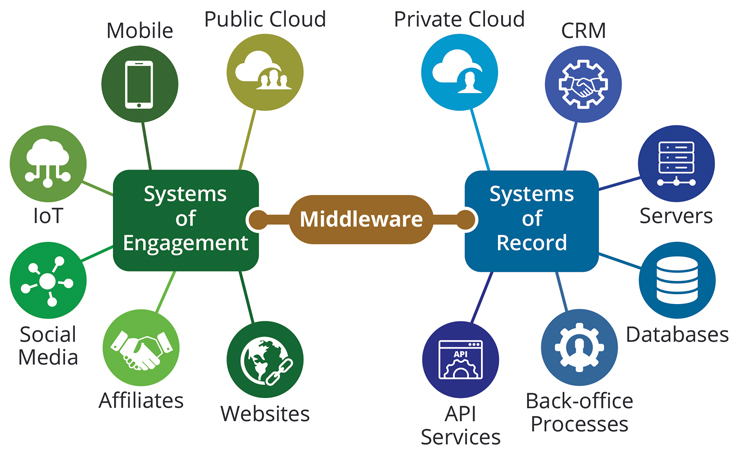 Mobile
Public Cloud
Private Cloud
CRM
IoT
Systems
of
Engagement
Middleware
Systems
of
Record
Servers
Social
Media
Affiliates
Websites
API
API
Services
Back-office
Processes
Databases